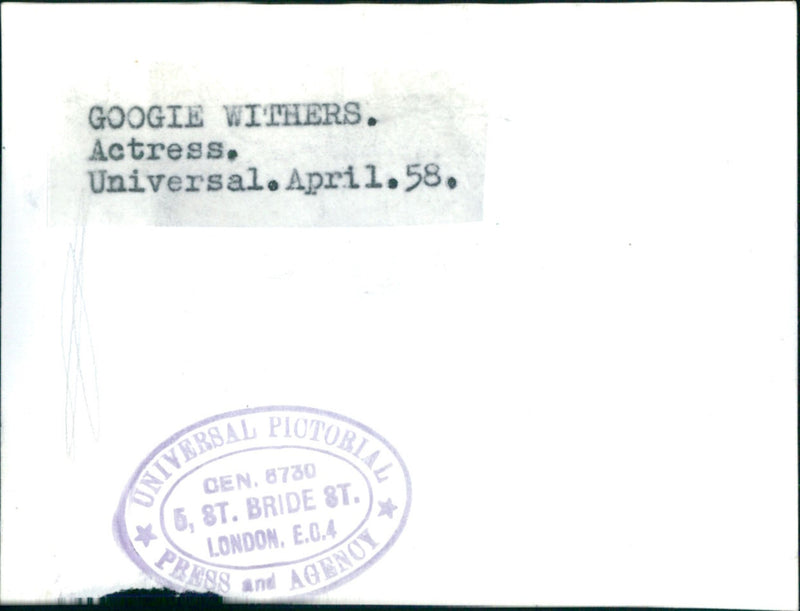 GOOGIE WITHERS.
Actress.
Universal.April.58.
UNIVERSAL PICTORIAL
CEN. 6730
5, ST. BRIDE ST.
LONDON, E.C.4
PRESS and AGENCY